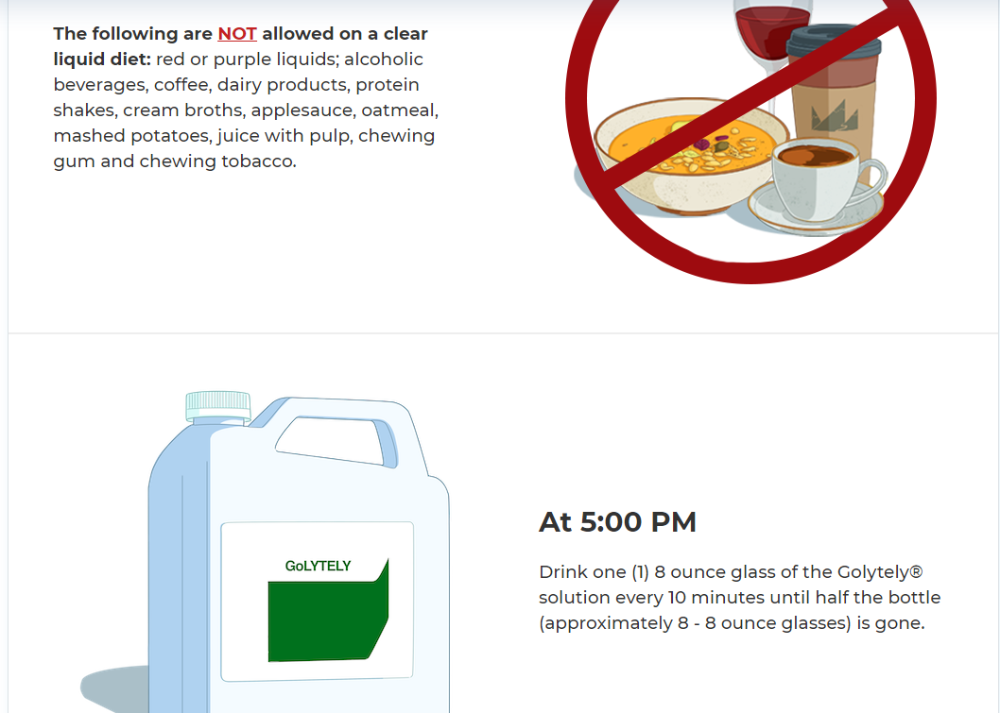 The following are NOT allowed on a clear
liquid diet: red or purple liquids; alcoholic
beverages, coffee, dairy products, protein
shakes, cream broths, applesauce, oatmeal,
mashed potatoes, juice with pulp, chewing
gum and chewing tobacco.
GoLYTELY
At 5:00 PM
Drink one (1) 8 ounce glass of the Golytely®
solution every 10 minutes until half the bottle
(approximately 8 - 8 ounce glasses) is gone.